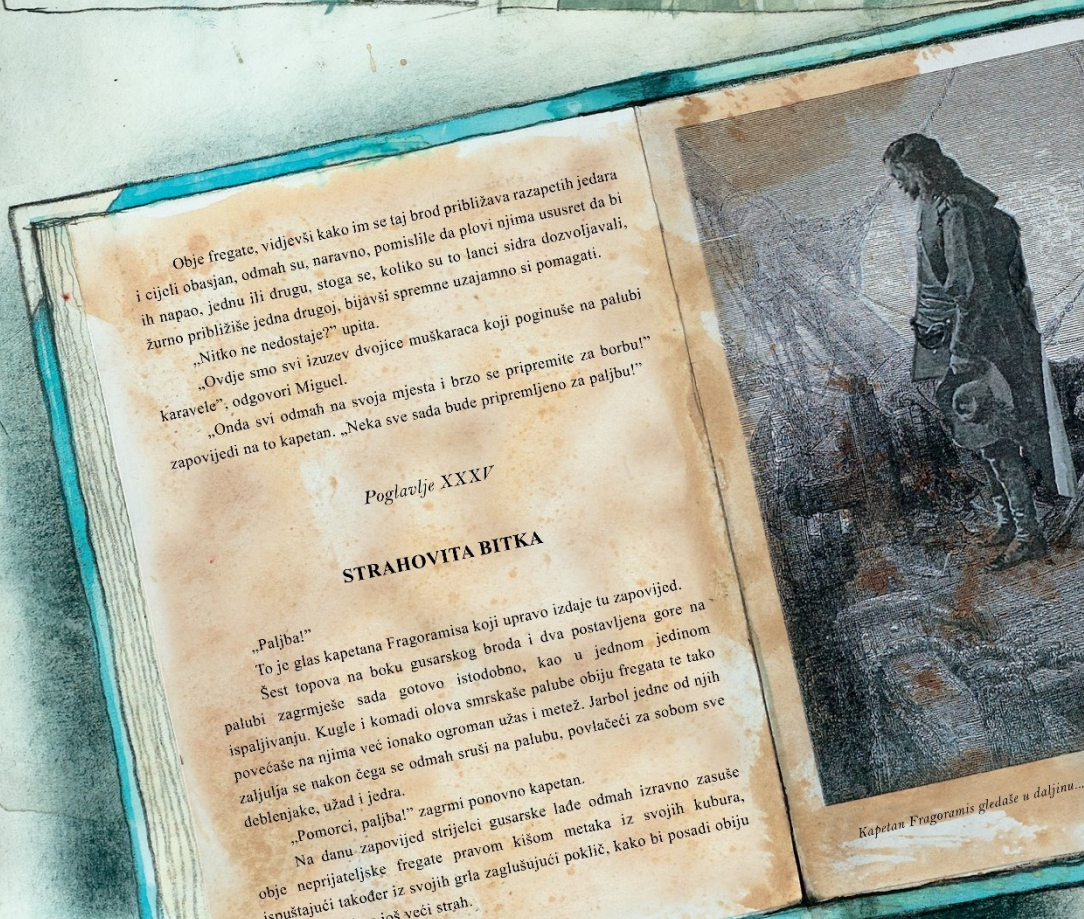 Obje fregate, vidjevši kako im se taj brod približava razapetih jedara
i cijeli obasjan, odmah su, naravno, pomislile da plovi njima ususret da bi
ih napao, jednu ili drugu, stoga se, koliko su to lanci sidra dozvoljavali,
žurno približiše jedna drugoj, bijavši spremne uzajamno si pomagati.
„Nitko ne nedostaje?” upita.
„Ovdje smo svi izuzev dvojice muškaraca koji poginuše na palubi
karavele”, odgovori Miguel.
„Onda svi odmah na svoja mjesta i brzo se pripremite za borbu!”
zapovijedi na to kapetan. „Neka sve sada bude pripremljeno za paljbu!”
Poglavlje XXXV
STRAHOVITA BITKA
„Paljba!”
To je glas kapetana Fragoramisa koji upravo izdaje tu zapovijed.
Šest topova na boku gusarskog broda i dva postavljena gore na
palubi zagrmješe sada gotovo istodobno, kao u jednom jedinom
ispaljivanju. Kugle i komadi olova smrskaše palube obiju fregata te tako
povećaše na njima već ionako ogroman užas i metež. Jarbol jedne od njih
zaljulja se nakon čega se odmah sruši na palubu, povlačeći za sobom sve
deblenjake, užad i jedra.
„Pomorci, paljba!” zagrmi ponovno kapetan.
Na danu zapovijed strijelci gusarske lađe odmah izravno zasuše
obje neprijateljske fregate pravom kišom metaka iz svojih kubura,
ispuštajući također iz svojih grla zaglušujući poklič, kako bi posadi obiju
još veći strah.
Kapetan Fragoramis gledaše u daljinu...